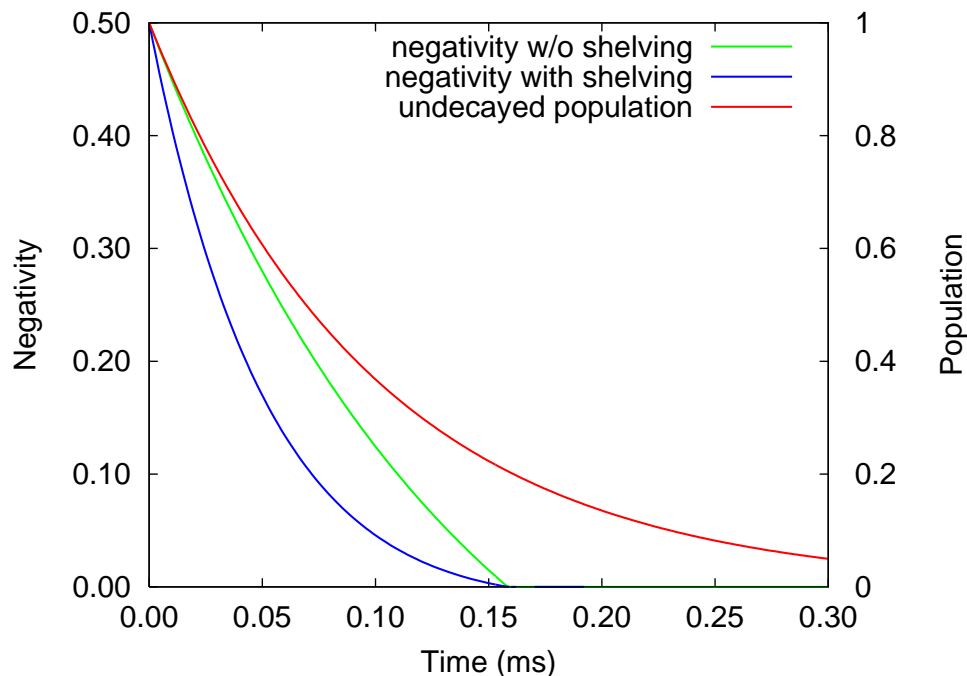 negativity w/o shelving
negativity with shelving
undecayed population
0.50
0.40
0.30
0.20
0.10
0.00
Negativity
1
0.8
0.6
0.4
0.2
0
Population
0.00 0.05 0.10 0.15 0.20 0.25 0.30
Time (ms)